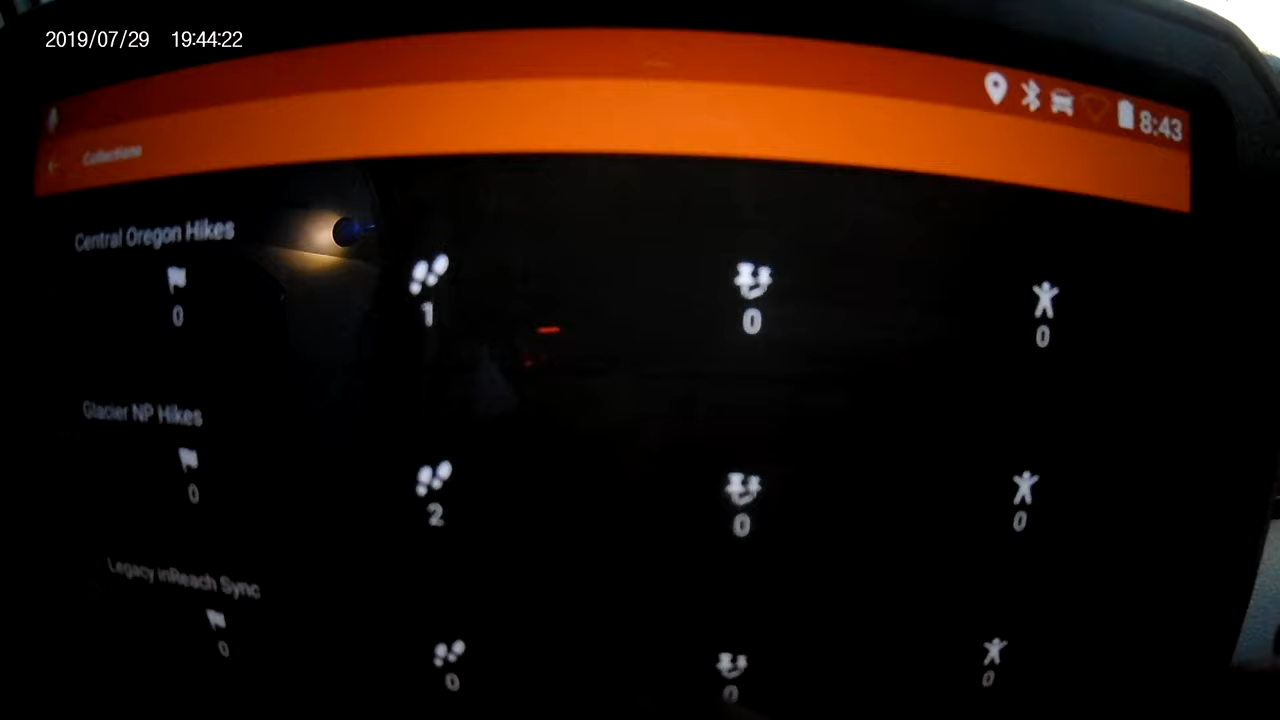 2019/07/29 19:44:22
8:43
Collections
Central Oregon Hikes
0 1 0 0
Glacier NP Hikes
0 2 0 0
Legacy inReach Sync
0 0 0 0